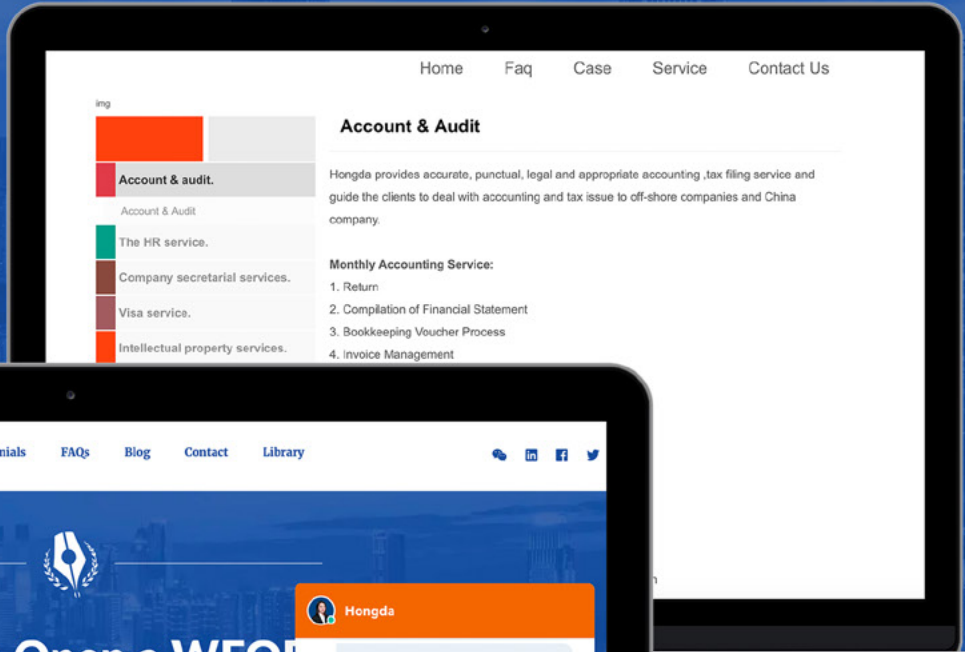 Home Faq Case Service Contact Us
img
Account & Audit
Account & audit.
Account & Audit
The HR service.
Company secretarial services.
Visa service.
Intellectual property services.
Hongda provides accurate, punctual, legal and appropriate accounting ,tax filing service and
guide the clients to deal with accounting and tax issue to off-shore companies and China
company.
Monthly Accounting Service:
1. Return
2. Compilation of Financial Statement
3. Bookkeeping Voucher Process
4. Invoice Management
nials FAQs Blog Contact Library
Hongda
Open a